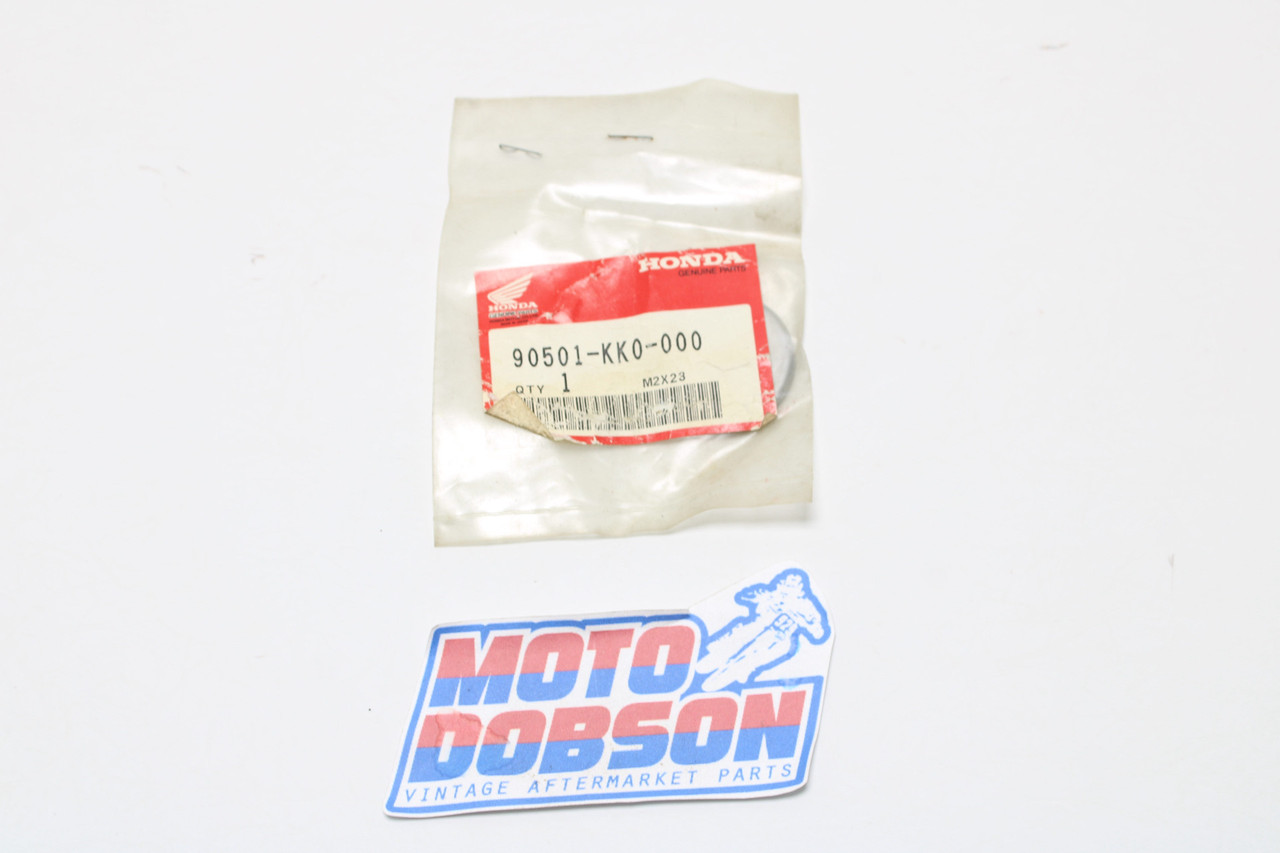 HONDA
GENUINE PARTS
HONDA
90501-KK0-000
QTY 1 M2X23
MOTO
DOBSON
VINTAGE AFTERMARKET PARTS